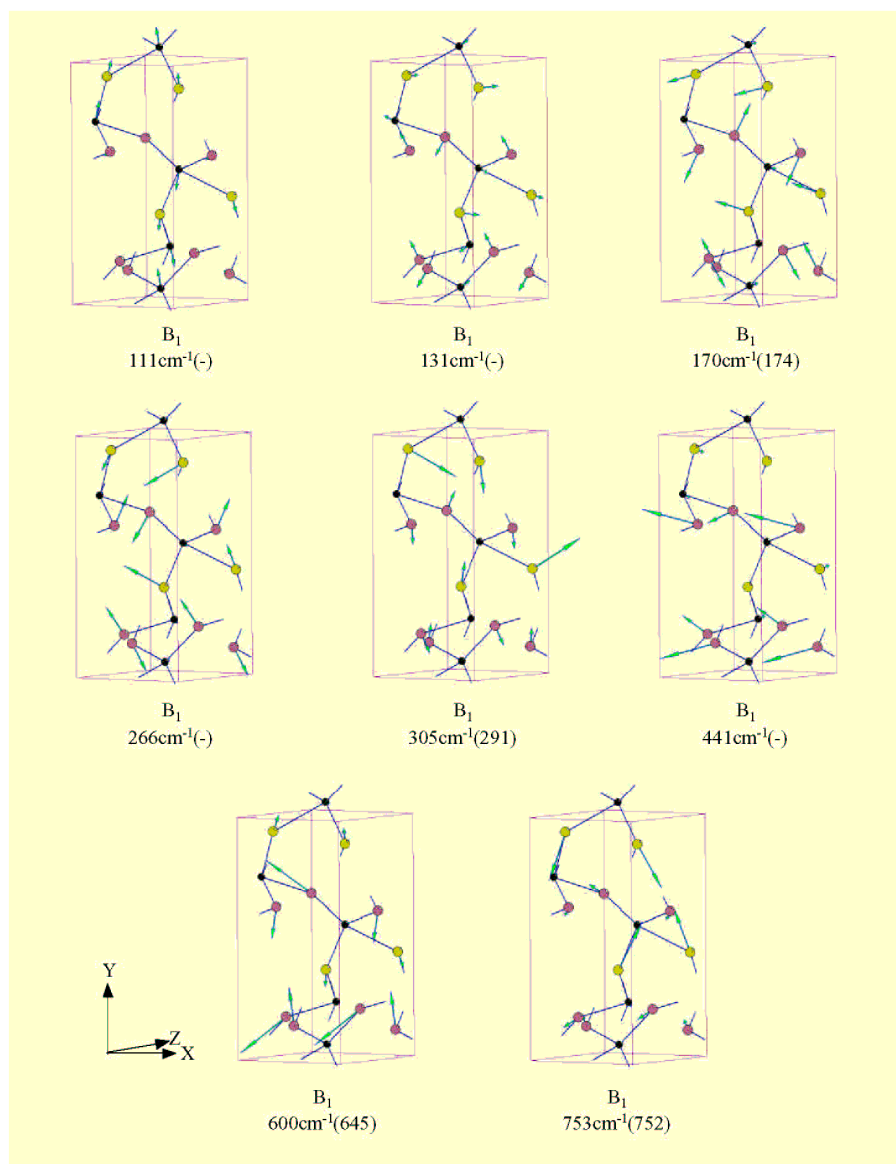 B₁ B₁ B₁
111cm⁻¹(-) 131cm⁻¹(-) 170cm⁻¹(174)
B₁ B₁ B₁
266cm⁻¹(-) 305cm⁻¹(291) 441cm⁻¹(-)
Y
Z
X
B₁ B₁
600cm⁻¹(645) 753cm⁻¹(752)